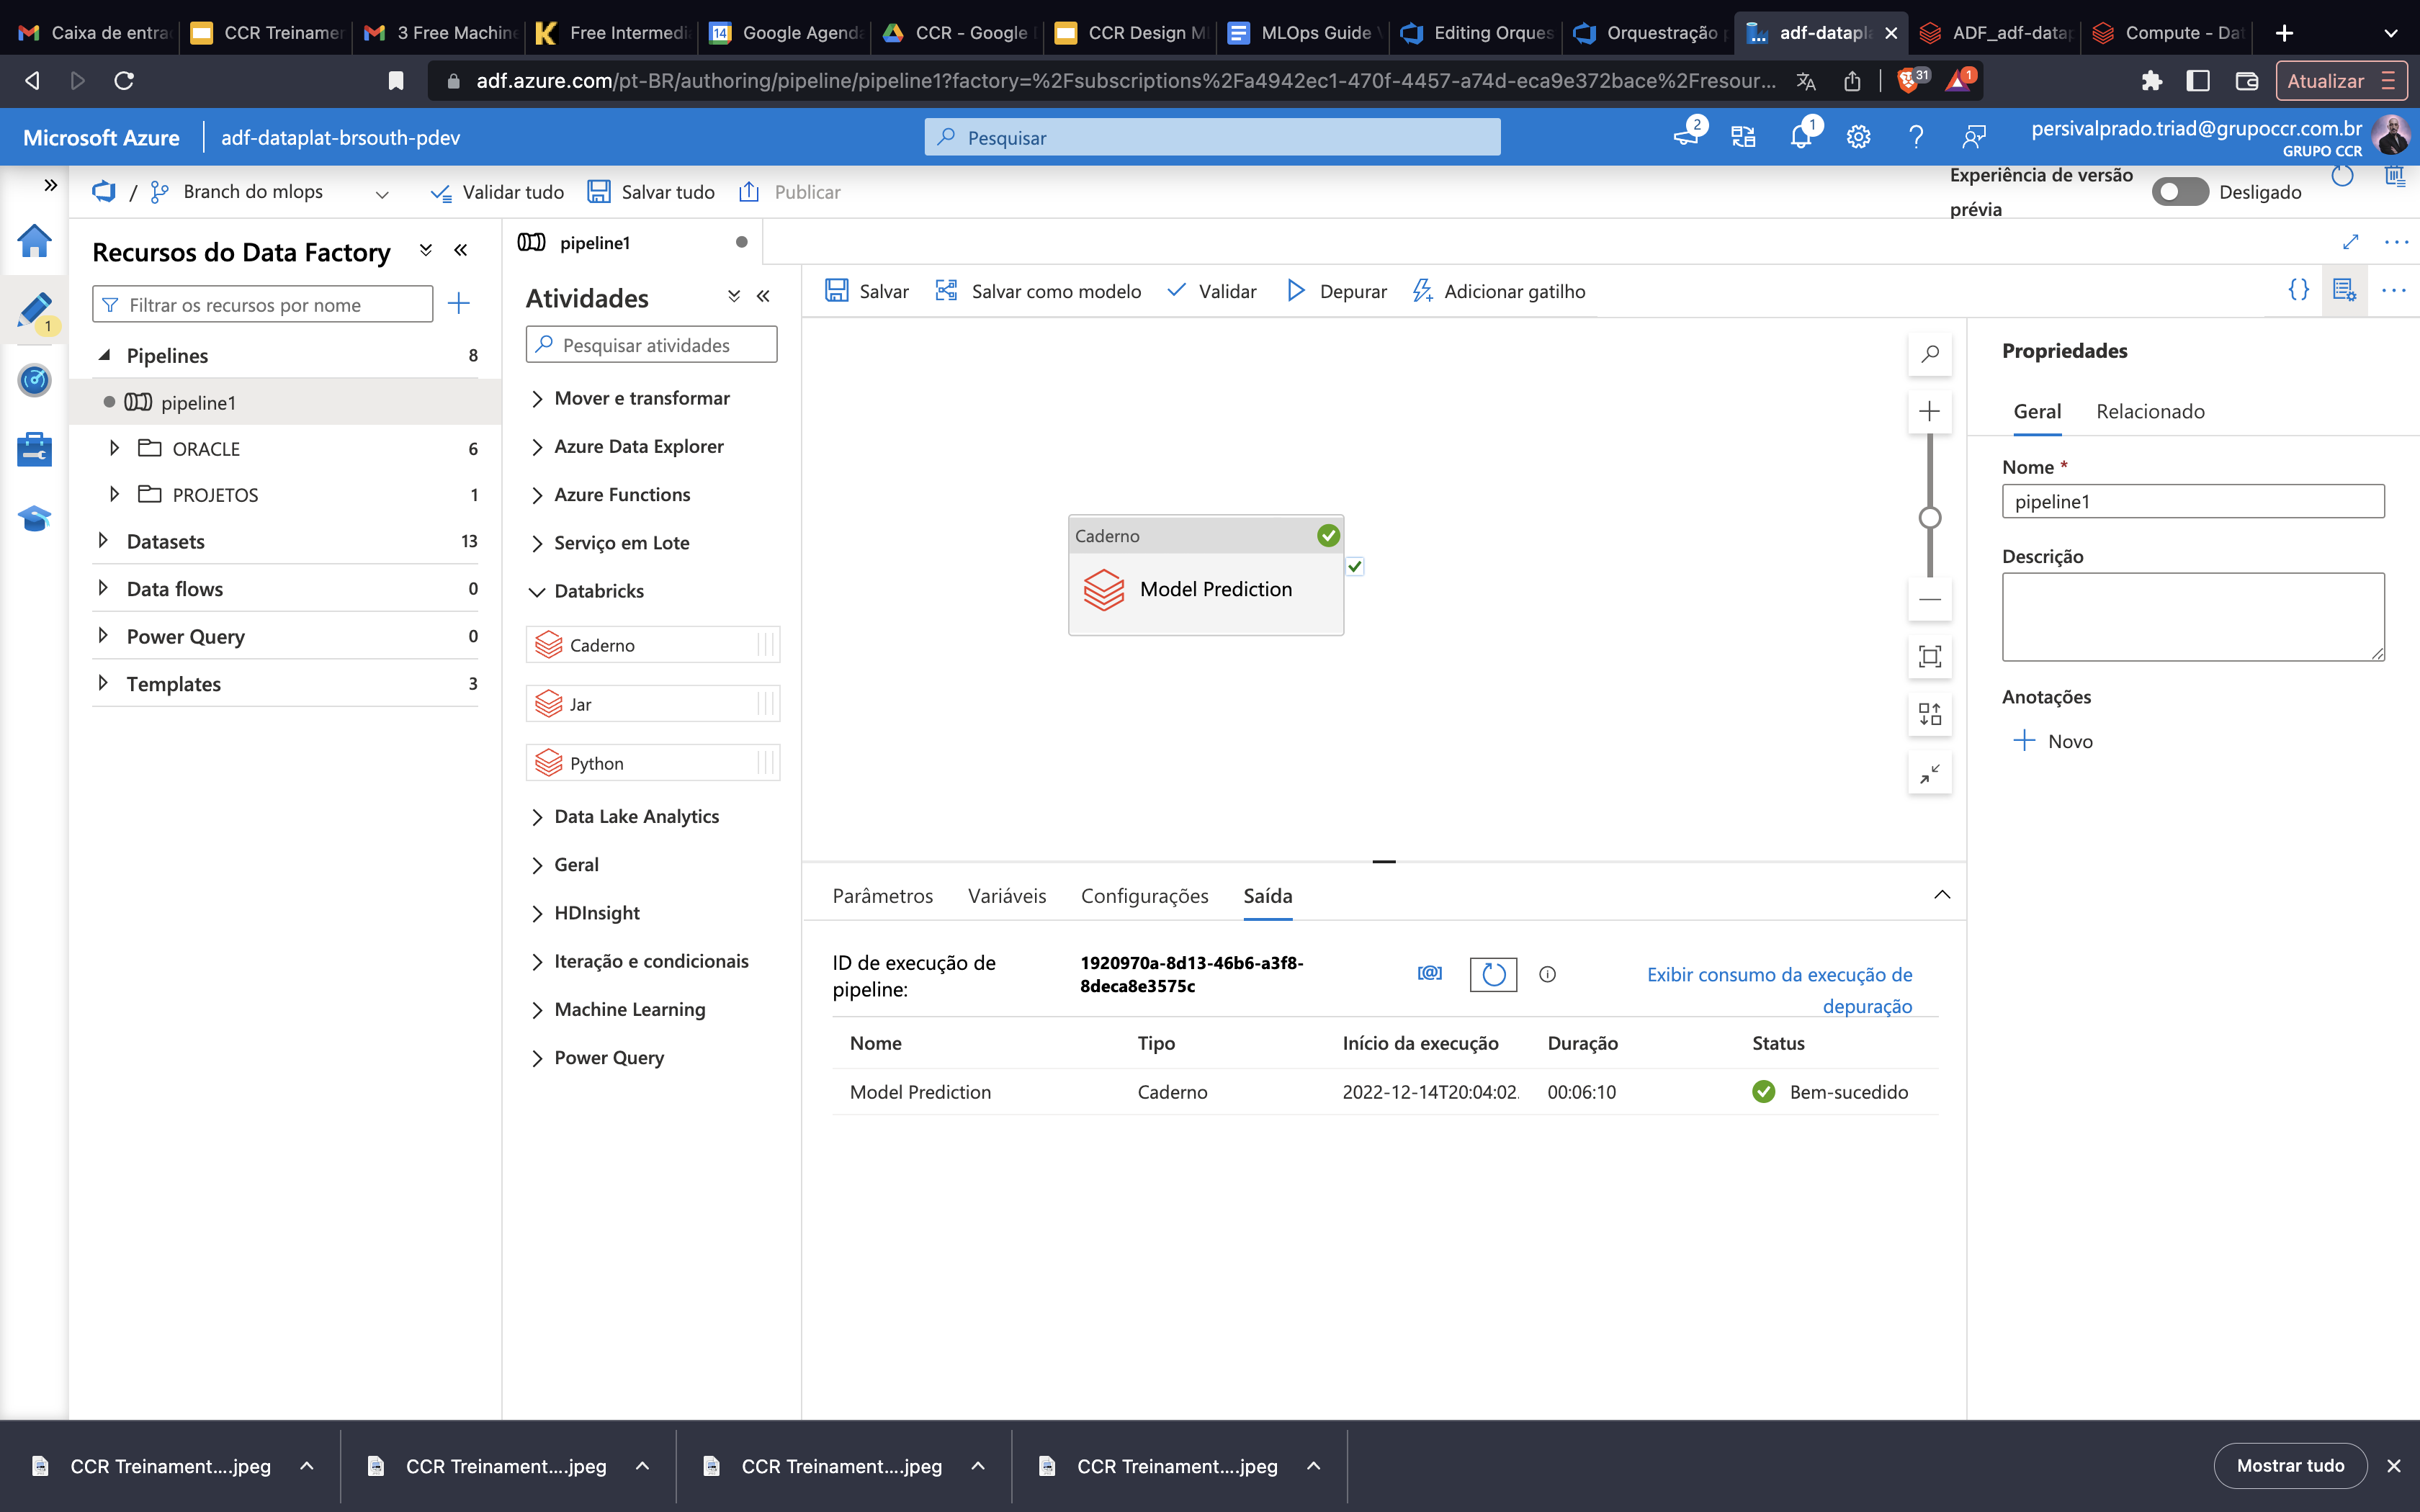 Caixa de entra
CCR Treinamer
3 Free Machine
Free Intermedi
Google Agenda
CCR - Google
CCR Design M
MLOps Guide
Editing Orques
Orquestração
adf-datapl
ADF_adf-datap
Compute - Dat
adf.azure.com/pt-BR/authoring/pipeline/pipeline1?factory=%2Fsubscriptions%2Fa4942ec1-470f-4457-a74d-eca9e372bace%2Fresour...
31
1
Atualizar
Microsoft Azure
adf-dataplat-brsouth-pdev
Pesquisar
2
1
persivalprado.triad@grupoccr.com.br
GRUPO CCR
/ Branch do mlops
Validar tudo
Salvar tudo
Publicar
Experiência de versão
prévia
Desligado
1
Recursos do Data Factory
Filtrar os recursos por nome
Pipelines 8
pipeline1
ORACLE 6
PROJETOS 1
Datasets 13
Data flows 0
Power Query 0
Templates 3
pipeline1
Atividades
Pesquisar atividades
Mover e transformar
Azure Data Explorer
Azure Functions
Serviço em Lote
Databricks
Caderno
Jar
Python
Data Lake Analytics
Geral
HDInsight
Iteração e condicionais
Machine Learning
Power Query
Salvar
Salvar como modelo
Validar
Depurar
Adicionar gatilho
Caderno
Model Prediction
Parâmetros
Variáveis
Configurações
Saída
ID de execução de
pipeline:
1920970a-8d13-46b6-a3f8-
8deca8e3575c
Exibir consumo da execução de
depuração
Nome Tipo Início da execução Duração Status
Model Prediction Caderno 2022-12-14T20:04:02. 00:06:10 Bem-sucedido
Propriedades
Geral
Relacionado
Nome *
pipeline1
Descrição
Anotações
Novo
CCR Treinament....jpeg
CCR Treinament....jpeg
CCR Treinament....jpeg
CCR Treinament....jpeg
Mostrar tudo